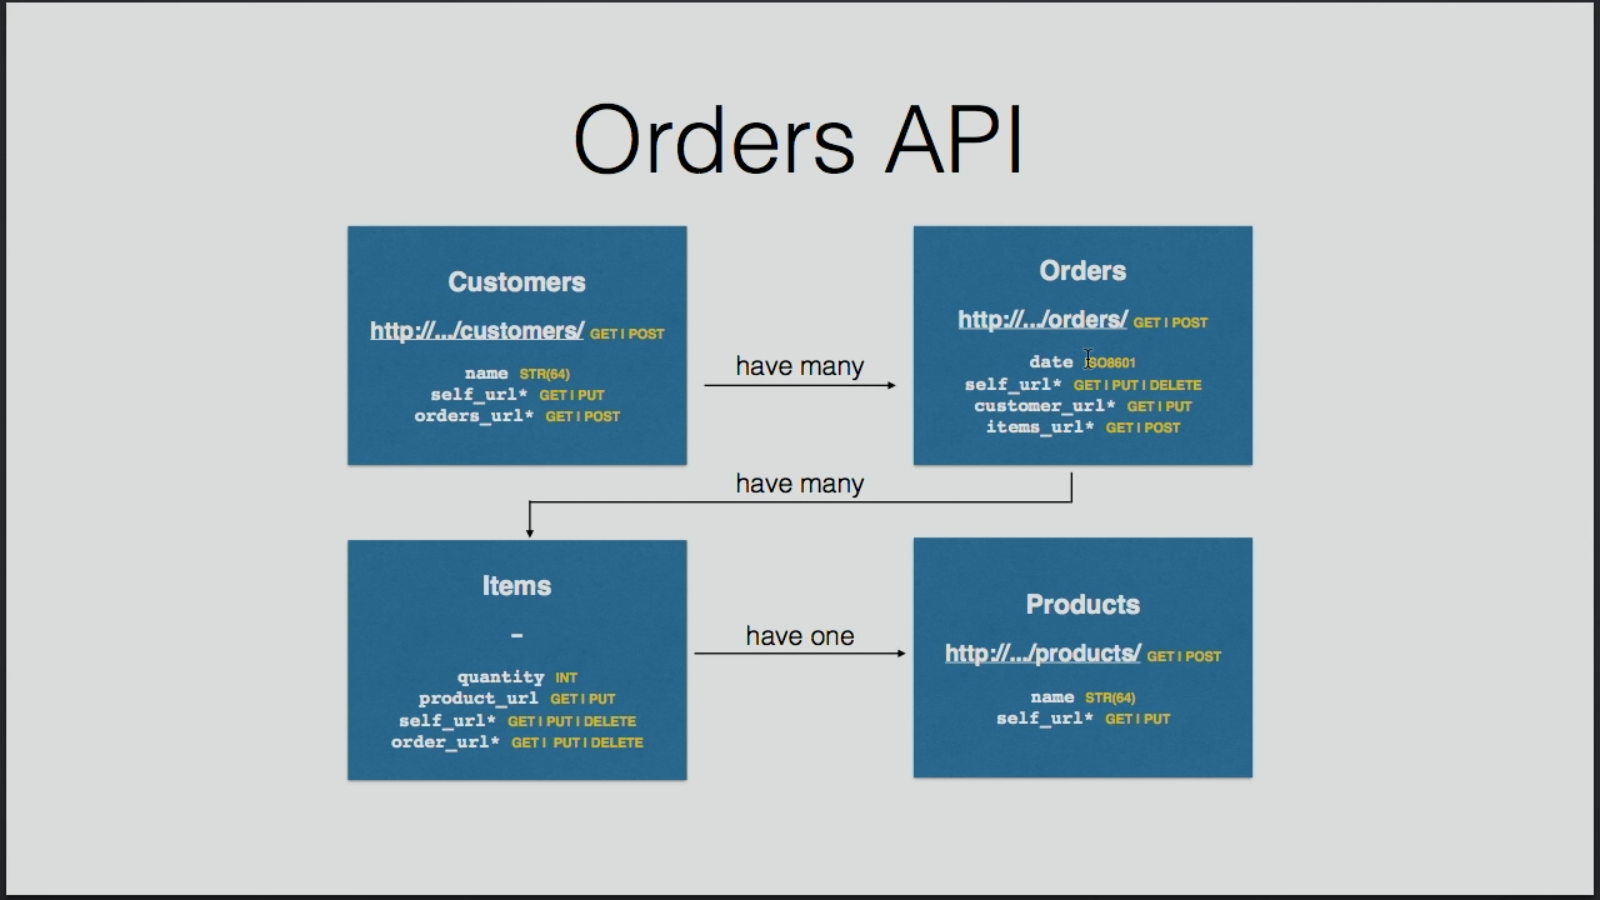 Orders API
Customers
http://.../customers/ GET | POST
name STR(64)
self_url* GET | PUT
orders_url* GET | POST
have many
Orders
http://.../orders/ GET | POST
date ISO8601
self_url* GET | PUT | DELETE
customer_url* GET | PUT
items_url* GET | POST
have many
Items
–
quantity INT
product_url GET | PUT
self_url* GET | PUT | DELETE
order_url* GET | PUT | DELETE
have one
Products
http://.../products/ GET | POST
name STR(64)
self_url* GET | PUT